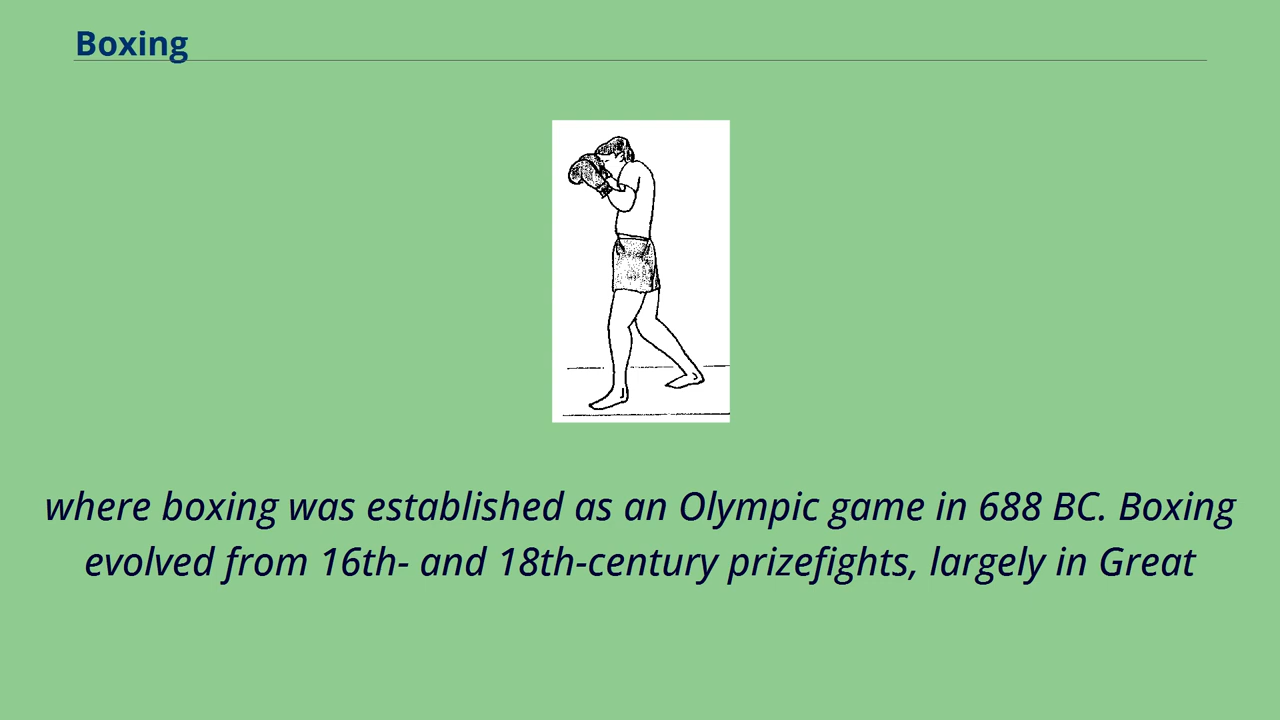 Boxing
where boxing was established as an Olympic game in 688 BC. Boxing
evolved from 16th- and 18th-century prizefights, largely in Great